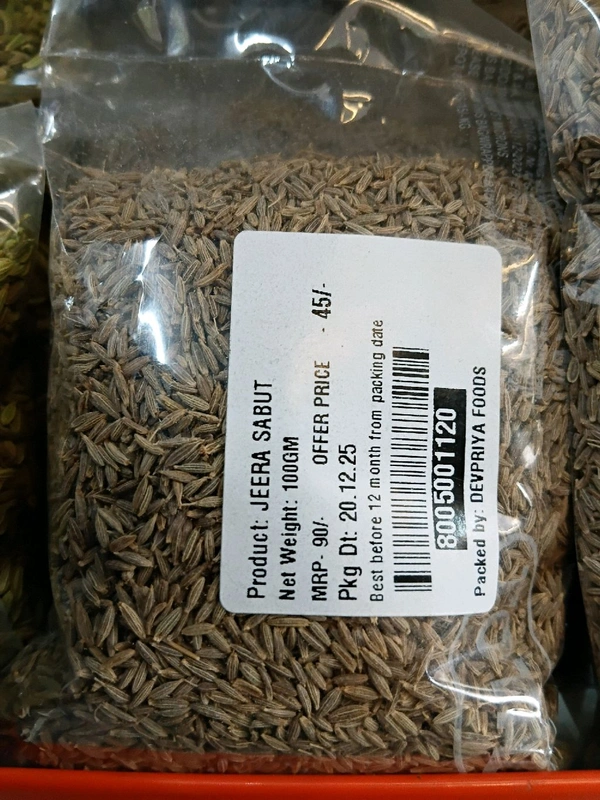 Product: JEERA SABUT
Net Weight: 100GM
MRP- 90/- OFFER PRICE - 45/-
Pkg Dt: 20.12.25
Best before 12 month from packing date
8005001120
Packed by: DEVPRIYA FOODS